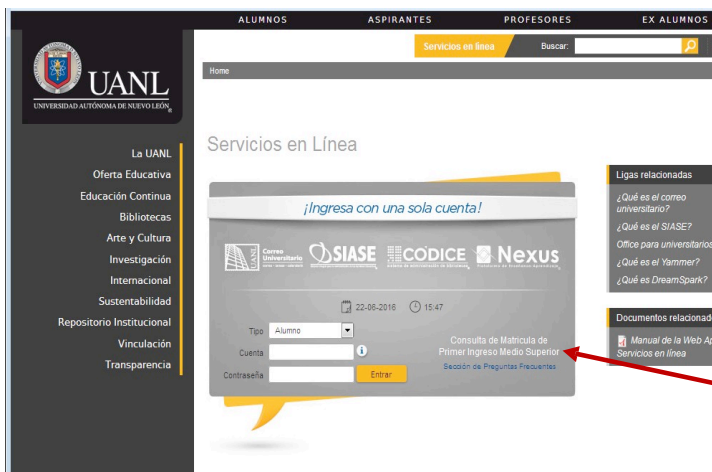 ALUMNOS ASPIRANTES PROFESORES EX ALUMNOS
Servicios en línea Buscar:
Home
UANL
UNIVERSIDAD AUTÓNOMA DE NUEVO LEÓN
La UANL
Oferta Educativa
Educación Continua
Bibliotecas
Arte y Cultura
Investigación
Internacional
Sustentabilidad
Repositorio Institucional
Vinculación
Transparencia
Servicios en Línea
¡Ingresa con una sola cuenta!
UANL Correo Universitario SIASE CÓDICE Nexus
22-06-2016 15:47
Tipo Alumno
Cuenta
Contraseña Entrar
Consulta de Matricula de
Primer Ingreso Medio Superior
Sección de Preguntas Frecuentes
Ligas relacionadas
¿Qué es el correo
universitario?
¿Qué es el SIASE?
Office para universitarios
¿Qué es el Yammer?
¿Qué es DreamSpark?
Documentos relacionad
Manual de la Web Ap
Servicios en línea